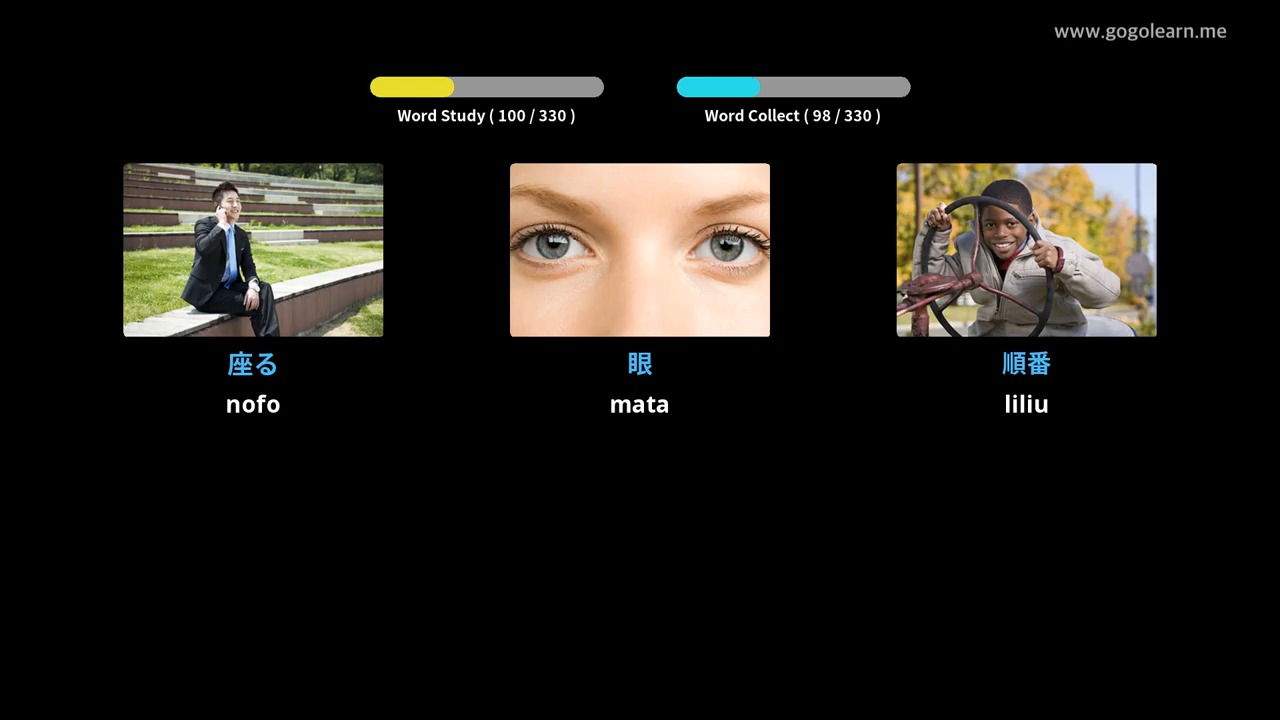 www.gogolearn.me
Word Study ( 100 / 330 )
Word Collect ( 98 / 330 )
座る
眼
順番
nofo
mata
liliu